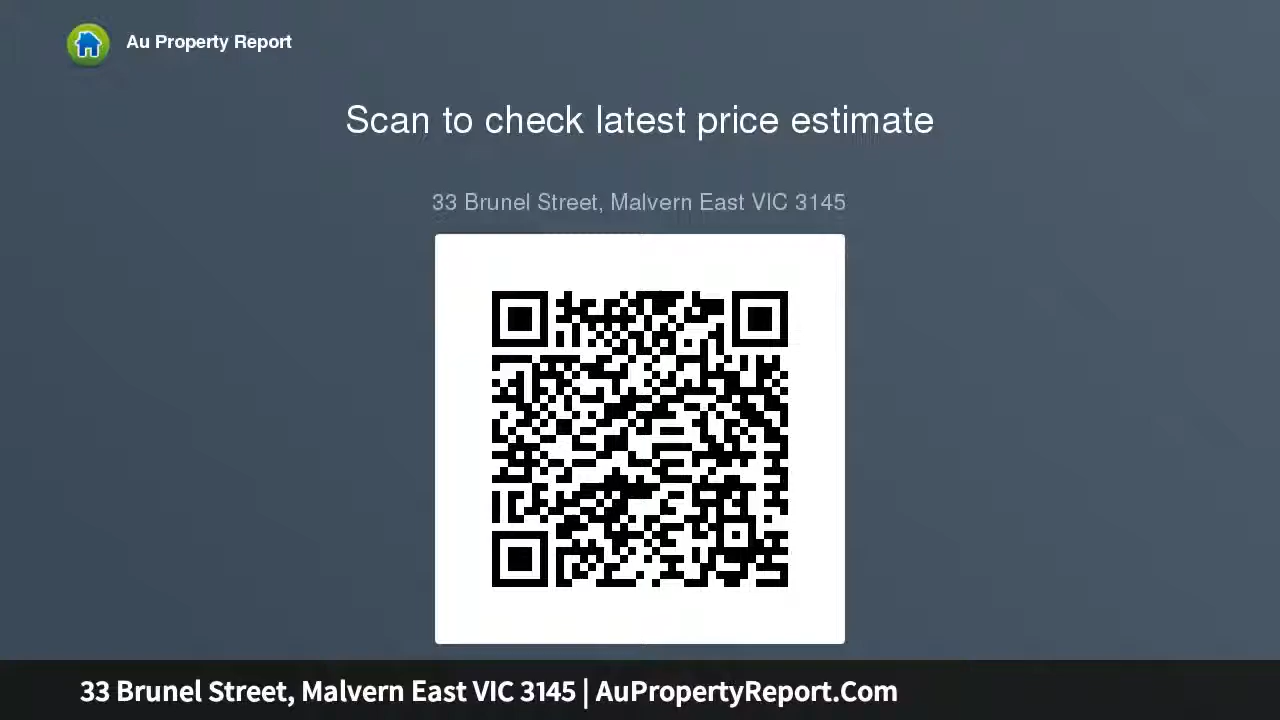 Au Property Report
Scan to check latest price estimate
33 Brunel Street, Malvern East VIC 3145
33 Brunel Street, Malvern East VIC 3145 | AuPropertyReport.Com